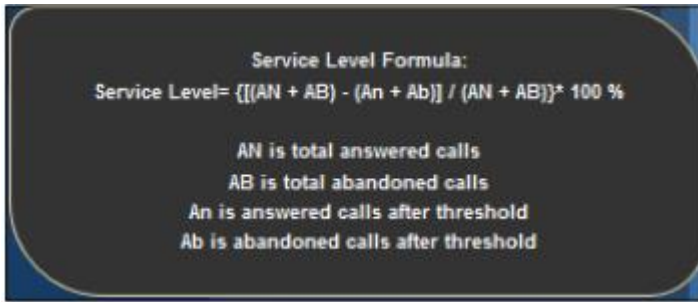 Service Level Formula:
Service Level= {[(AN + AB) - (An + Ab)] / (AN + AB)}* 100 %
AN is total answered calls
AB is total abandoned calls
An is answered calls after threshold
Ab is abandoned calls after threshold